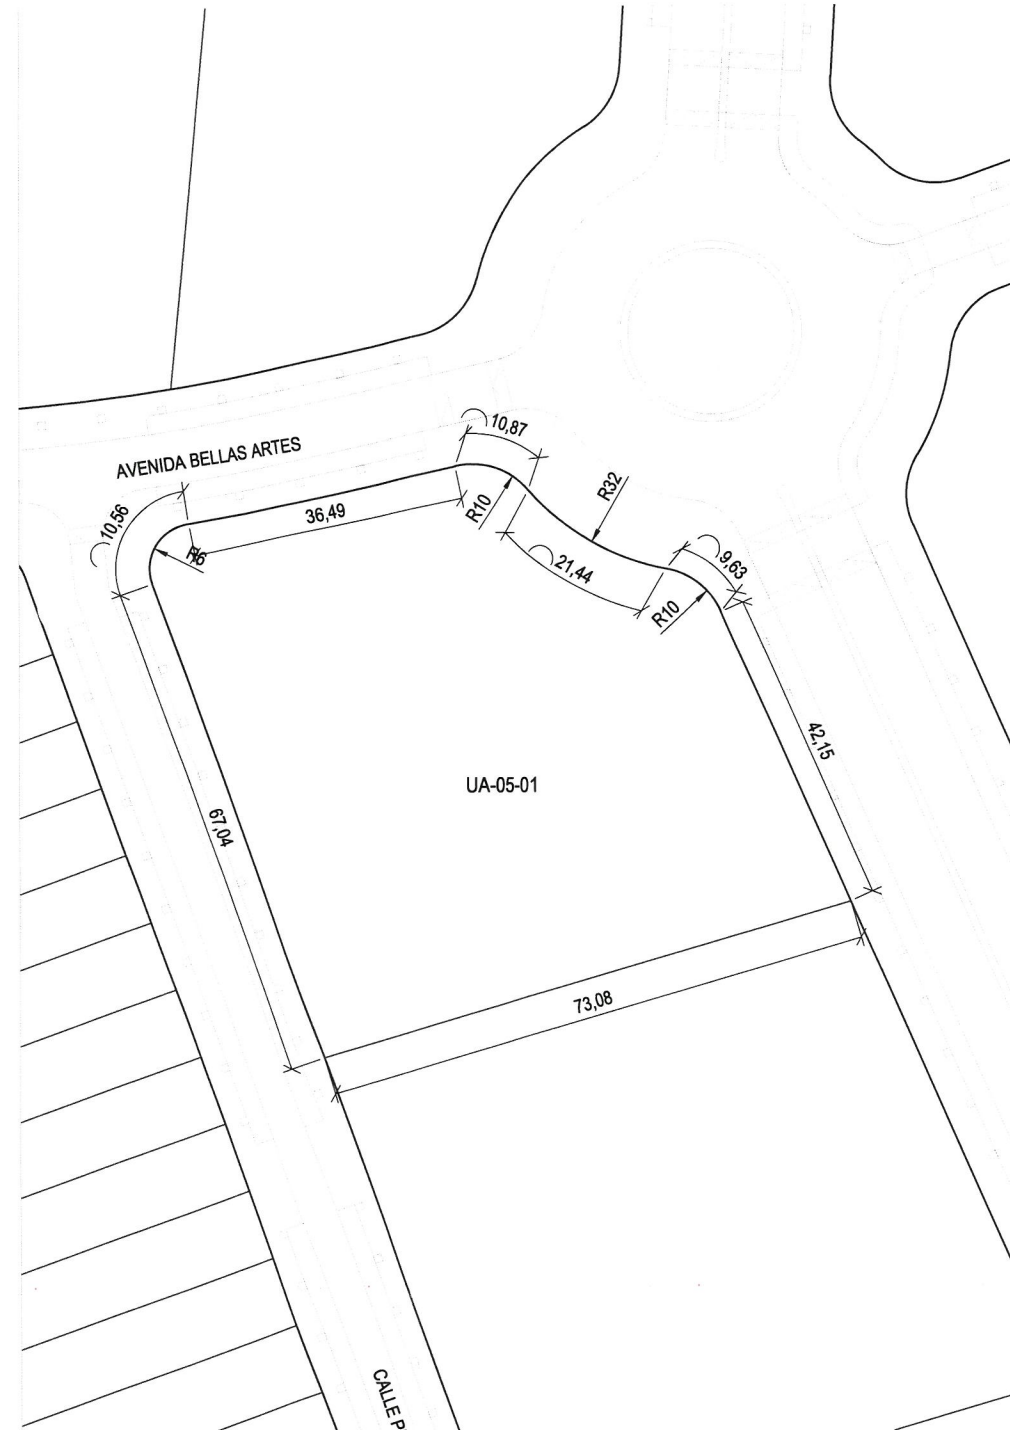 10,87
R32
AVENIDA BELLAS ARTES
R10
36,49
10,56
R6
21,44
9,63
R10
42,15
UA-05-01
67,04
73,08
CALLE P